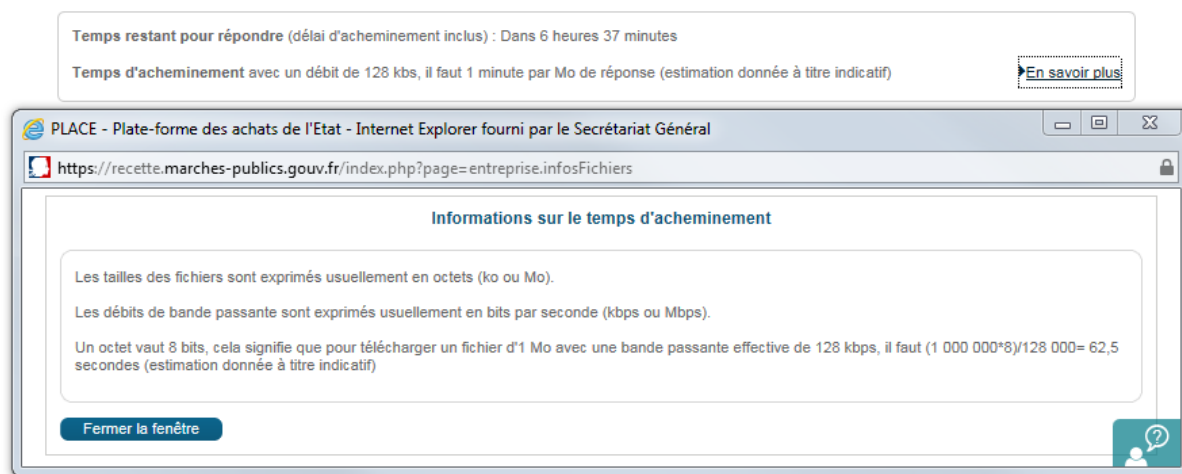 Temps restant pour répondre (délai d'acheminement inclus) : Dans 6 heures 37 minutes
Temps d'acheminement avec un débit de 128 kbs, il faut 1 minute par Mo de réponse (estimation donnée à titre indicatif)
En savoir plus
PLACE - Plate-forme des achats de l'Etat - Internet Explorer fourni par le Secrétariat Général
https://recette.marches-publics.gouv.fr/index.php?page=entreprise.infosFichiers
Informations sur le temps d'acheminement
Les tailles des fichiers sont exprimés usuellement en octets (ko ou Mo).
Les débits de bande passante sont exprimés usuellement en bits par seconde (kbps ou Mbps).
Un octet vaut 8 bits, cela signifie que pour télécharger un fichier d'1 Mo avec une bande passante effective de 128 kbps, il faut (1 000 000*8)/128 000= 62,5
secondes (estimation donnée à titre indicatif)
Fermer la fenêtre